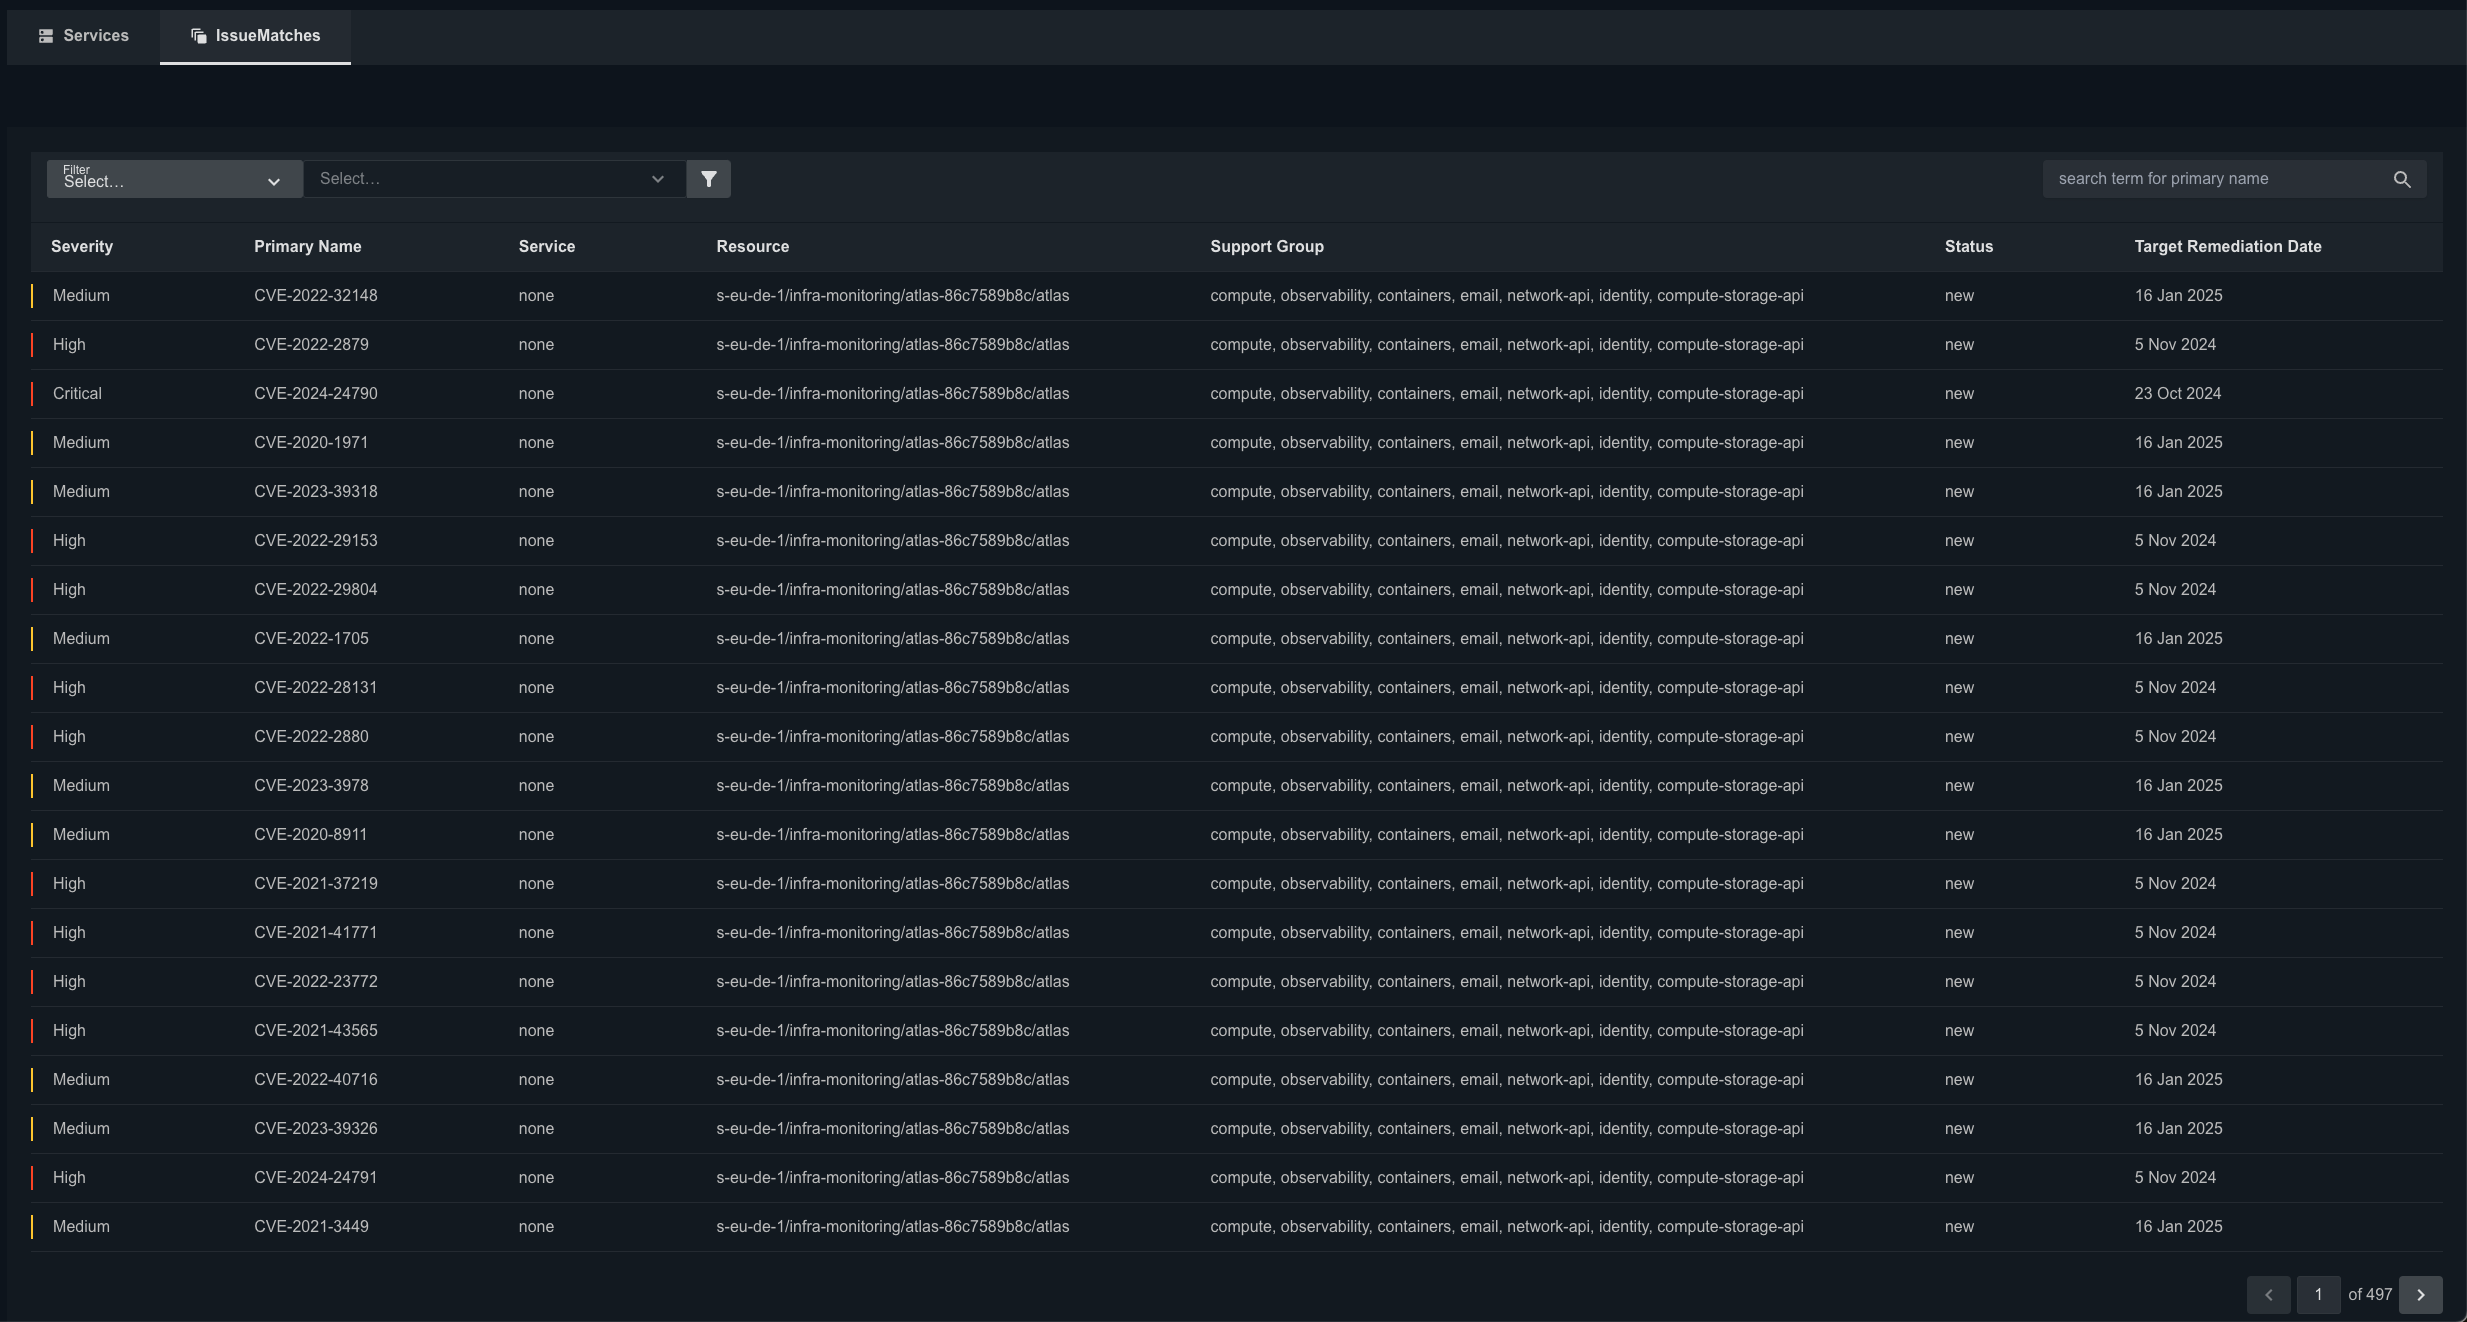 Services IssueMatches
Filter
Select... Select... search term for primary name
Severity Primary Name Service Resource Support Group Status Target Remediation Date
Medium CVE-2022-32148 none s-eu-de-1/infra-monitoring/atlas-86c7589b8c/atlas compute, observability, containers, email, network-api, identity, compute-storage-api new 16 Jan 2025
High CVE-2022-2879 none s-eu-de-1/infra-monitoring/atlas-86c7589b8c/atlas compute, observability, containers, email, network-api, identity, compute-storage-api new 5 Nov 2024
Critical CVE-2024-24790 none s-eu-de-1/infra-monitoring/atlas-86c7589b8c/atlas compute, observability, containers, email, network-api, identity, compute-storage-api new 23 Oct 2024
Medium CVE-2020-1971 none s-eu-de-1/infra-monitoring/atlas-86c7589b8c/atlas compute, observability, containers, email, network-api, identity, compute-storage-api new 16 Jan 2025
Medium CVE-2023-39318 none s-eu-de-1/infra-monitoring/atlas-86c7589b8c/atlas compute, observability, containers, email, network-api, identity, compute-storage-api new 16 Jan 2025
High CVE-2022-29153 none s-eu-de-1/infra-monitoring/atlas-86c7589b8c/atlas compute, observability, containers, email, network-api, identity, compute-storage-api new 5 Nov 2024
High CVE-2022-29804 none s-eu-de-1/infra-monitoring/atlas-86c7589b8c/atlas compute, observability, containers, email, network-api, identity, compute-storage-api new 5 Nov 2024
Medium CVE-2022-1705 none s-eu-de-1/infra-monitoring/atlas-86c7589b8c/atlas compute, observability, containers, email, network-api, identity, compute-storage-api new 16 Jan 2025
High CVE-2022-28131 none s-eu-de-1/infra-monitoring/atlas-86c7589b8c/atlas compute, observability, containers, email, network-api, identity, compute-storage-api new 5 Nov 2024
High CVE-2022-2880 none s-eu-de-1/infra-monitoring/atlas-86c7589b8c/atlas compute, observability, containers, email, network-api, identity, compute-storage-api new 5 Nov 2024
Medium CVE-2023-3978 none s-eu-de-1/infra-monitoring/atlas-86c7589b8c/atlas compute, observability, containers, email, network-api, identity, compute-storage-api new 16 Jan 2025
Medium CVE-2020-8911 none s-eu-de-1/infra-monitoring/atlas-86c7589b8c/atlas compute, observability, containers, email, network-api, identity, compute-storage-api new 16 Jan 2025
High CVE-2021-37219 none s-eu-de-1/infra-monitoring/atlas-86c7589b8c/atlas compute, observability, containers, email, network-api, identity, compute-storage-api new 5 Nov 2024
High CVE-2021-41771 none s-eu-de-1/infra-monitoring/atlas-86c7589b8c/atlas compute, observability, containers, email, network-api, identity, compute-storage-api new 5 Nov 2024
High CVE-2022-23772 none s-eu-de-1/infra-monitoring/atlas-86c7589b8c/atlas compute, observability, containers, email, network-api, identity, compute-storage-api new 5 Nov 2024
High CVE-2021-43565 none s-eu-de-1/infra-monitoring/atlas-86c7589b8c/atlas compute, observability, containers, email, network-api, identity, compute-storage-api new 5 Nov 2024
Medium CVE-2022-40716 none s-eu-de-1/infra-monitoring/atlas-86c7589b8c/atlas compute, observability, containers, email, network-api, identity, compute-storage-api new 16 Jan 2025
Medium CVE-2023-39326 none s-eu-de-1/infra-monitoring/atlas-86c7589b8c/atlas compute, observability, containers, email, network-api, identity, compute-storage-api new 16 Jan 2025
High CVE-2024-24791 none s-eu-de-1/infra-monitoring/atlas-86c7589b8c/atlas compute, observability, containers, email, network-api, identity, compute-storage-api new 5 Nov 2024
Medium CVE-2021-3449 none s-eu-de-1/infra-monitoring/atlas-86c7589b8c/atlas compute, observability, containers, email, network-api, identity, compute-storage-api new 16 Jan 2025
1 of 497